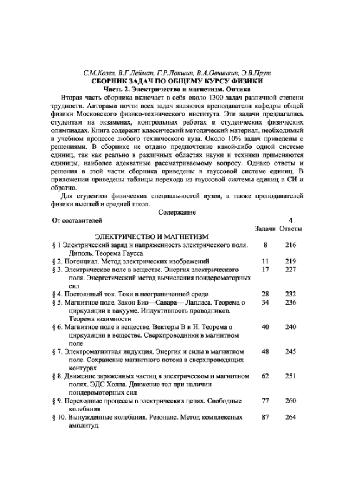 С.М.Козел, В.Г.Лейман, Г.Р.Локшин, В.А.Овчинкин, Э.В.Прут
СБОРНИК ЗАДАЧ ПО ОБЩЕМУ КУРСУ ФИЗИКИ
Часть 2. Электричество и магнетизм. Оптика
Вторая часть сборника включает в себя около 1300 задач различной степени
трудности. Авторами почти всех задач являются преподаватели кафедры общей
физики Московского физико-технического института. Эти задачи предлагались
студентам на экзаменах, контрольных работах и студенческих физических
олимпиадах. Книга содержит классический методический материал, необходимый
в учебном процессе любого физического вуза. Около 10% задач приведены с
решениями. В сборнике не отдано предпочтение какой-либо одной системе
единиц, так как реально в различных областях науки и техники применяются
единицы, наиболее адекватные рассматриваемому вопросу. Однако ответы и
решения в этой части сборника приведены в гауссовой системе единиц. В
приложении приведены таблицы перехода из гауссовой системы единиц в СИ и
обратно.
Для студентов физических специальностей вузов, а также преподавателей
физики высшей и средней школ.
Содержание
От составителей 4
Задачи Ответы
ЭЛЕКТРИЧЕСТВО И МАГНЕТИЗМ
§ 1 Электрический заряд и напряженность электрического поля. 8 216
Диполь. Теорема Гаусса
§ 2. Потенциал. Метод электрических изображений 11 219
§ 3. Электрическое поле в веществе. Энергия электрического 17 227
поля. Энергетический метод вычисления пондеромоторных
сил
§ 4. Постоянный ток. Токи в неограниченной среде 28 232
§ 5. Магнитное поле. Закон Био—Савара—Лапласа. Теорема о 34 236
циркуляции в вакууме. Индуктивность проводников.
Теорема взаимности
§ 6. Магнитное поле в веществе. Векторы B и H. Теорема о 40 240
циркуляции в веществе. Сверхпроводники в магнитном
поле
§ 7. Электромагнитная индукция. Энергия и силы в магнитном 48 245
поле. Сохранение магнитного потока в сверхпроводящих
контурах
§ 8. Движение заряженных частиц в электрическом и магнитном 62 251
полях. ЭДС Холла. Движение тел при наличии
пондеромоторных сил
§ 9. Переходные процессы в электрических цепях. Свободные 77 260
колебания
§ 10. Вынужденные колебания. Резонанс. Метод комплексных 87 264
амплитуд